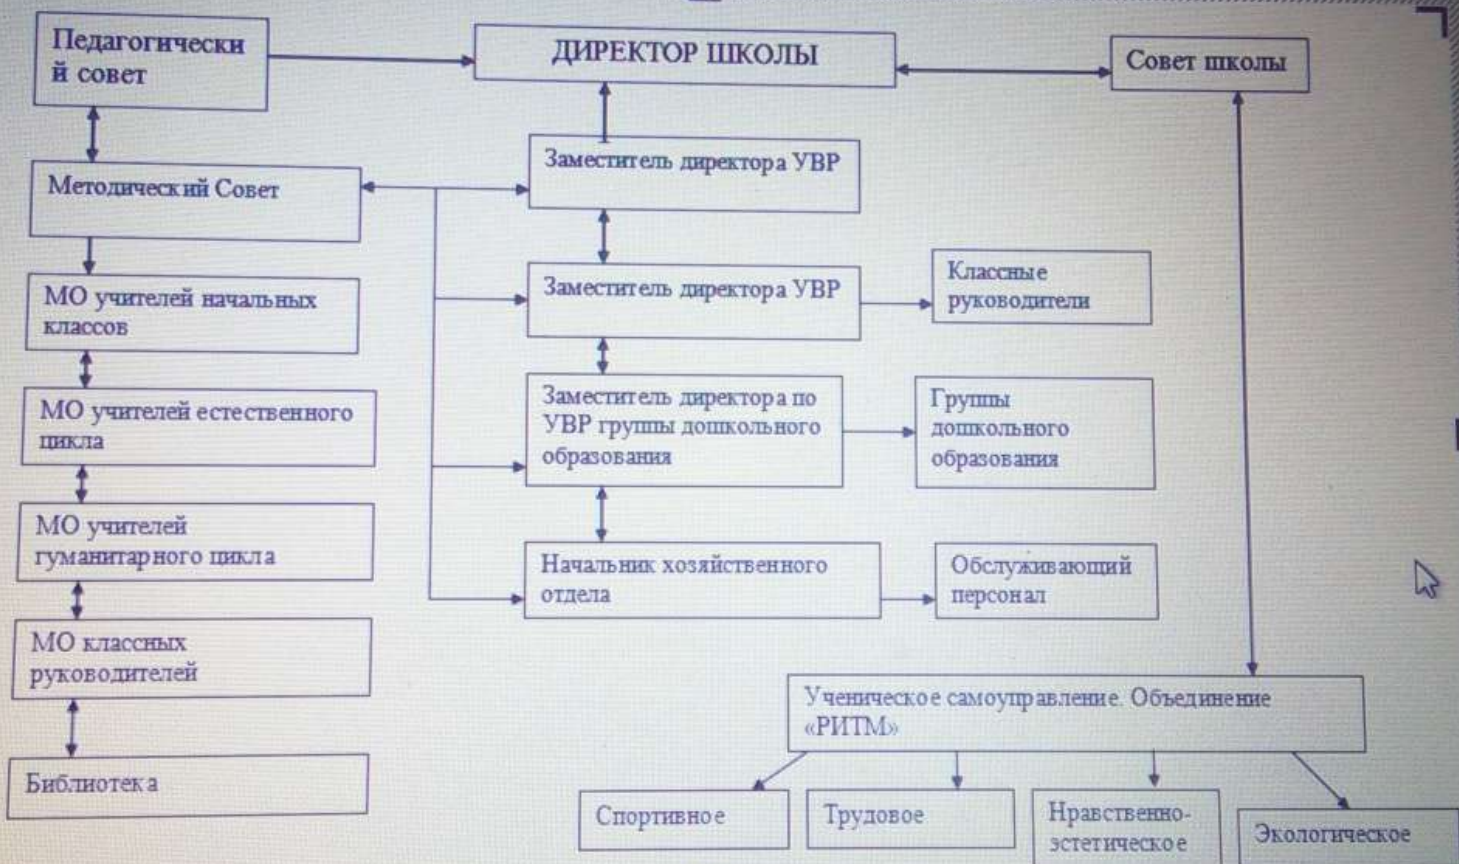 Педагогически
й совет
ДИРЕКТОР ШКОЛЫ
Совет школы
Методический Совет
Заместитель директора УВР
МО учителей начальных
классов
Заместитель директора УВР
Классные
руководители
МО учителей естественного
цикла
Заместитель директора по
УВР группы дошкольного
образования
Группы
дошкольного
образования
МО учителей
гуманитарного цикла
Начальник хозяйственного
отдела
Обслуживающий
персонал
МО классных
руководителей
Ученическое самоуправление. Объединение
«РИТМ»
Библиотека
Спортивное
Трудовое
Нравственно-
эстетическое
Экологическое